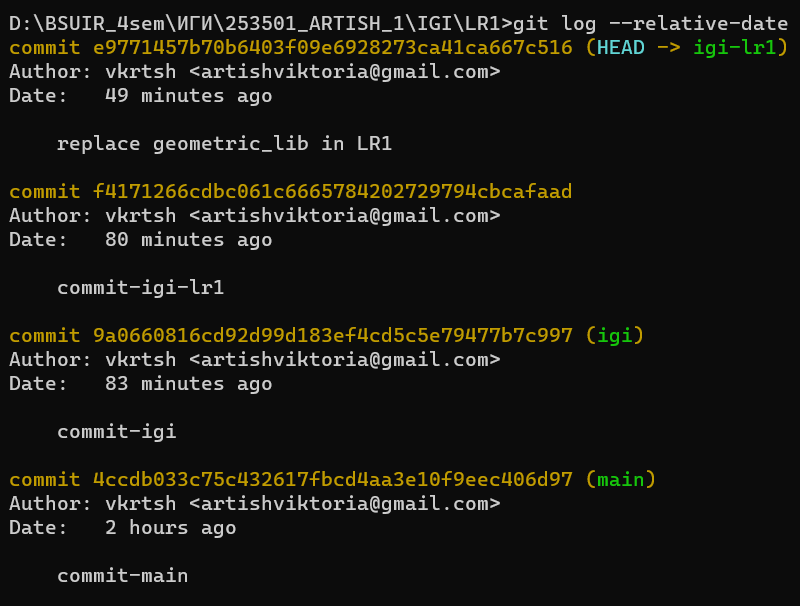 D:\BSUIR_4sem\ИГИ\253501_ARTISH_1\IGI\LR1>git log --relative-date
commit e9771457b70b6403f09e6928273ca41ca667c516 (HEAD -> igi-lr1)
Author: vkrtsh <artishviktoria@gmail.com>
Date:   49 minutes ago

    replace geometric_lib in LR1

commit f4171266cdbc061c6665784202729794cbcafaad
Author: vkrtsh <artishviktoria@gmail.com>
Date:   80 minutes ago

    commit-igi-lr1

commit 9a0660816cd92d99d183ef4cd5c5e79477b7c997 (igi)
Author: vkrtsh <artishviktoria@gmail.com>
Date:   83 minutes ago

    commit-igi

commit 4ccdb033c75c432617fbcd4aa3e10f9eec406d97 (main)
Author: vkrtsh <artishviktoria@gmail.com>
Date:   2 hours ago

    commit-main